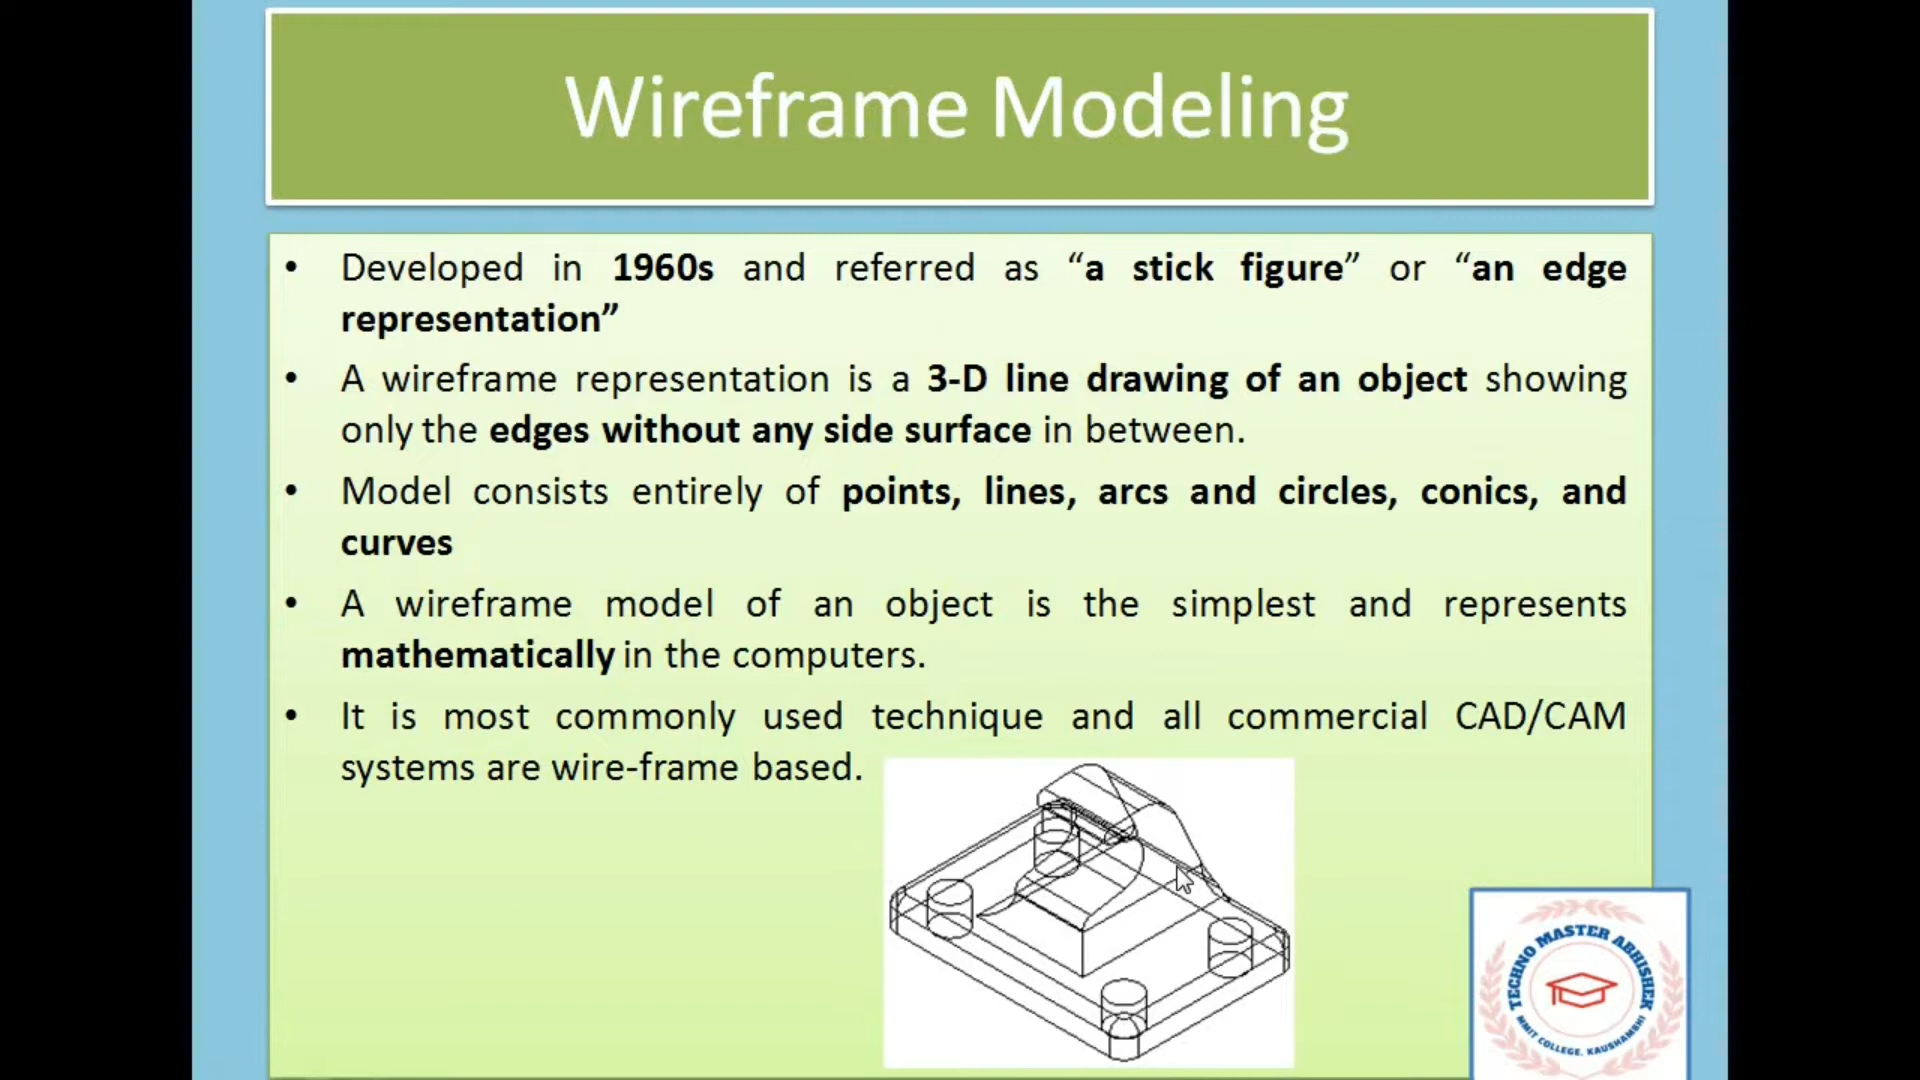 Wireframe Modeling
• Developed in 1960s and referred as “a stick figure” or “an edge
representation”
• A wireframe representation is a 3-D line drawing of an object showing
only the edges without any side surface in between.
• Model consists entirely of points, lines, arcs and circles, conics, and
curves
• A wireframe model of an object is the simplest and represents
mathematically in the computers.
• It is most commonly used technique and all commercial CAD/CAM
systems are wire-frame based.
TECHNO MASTER ABHISHEK
MMIT COLLEGE, KAUSHAMBHI